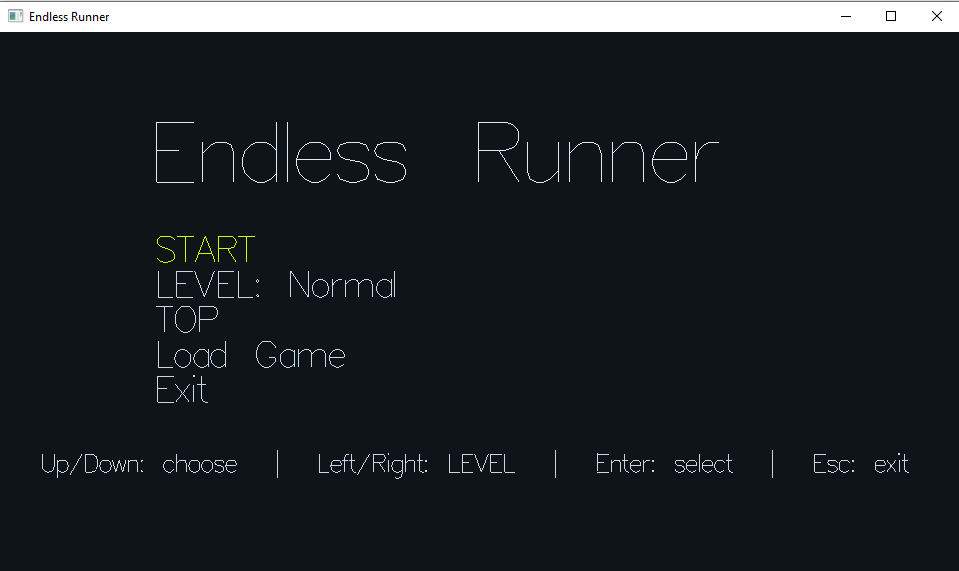 Endless Runner
Endless Runner
START
LEVEL: Normal
TOP
Load Game
Exit
Up/Down: choose | Left/Right: LEVEL | Enter: select | Esc: exit